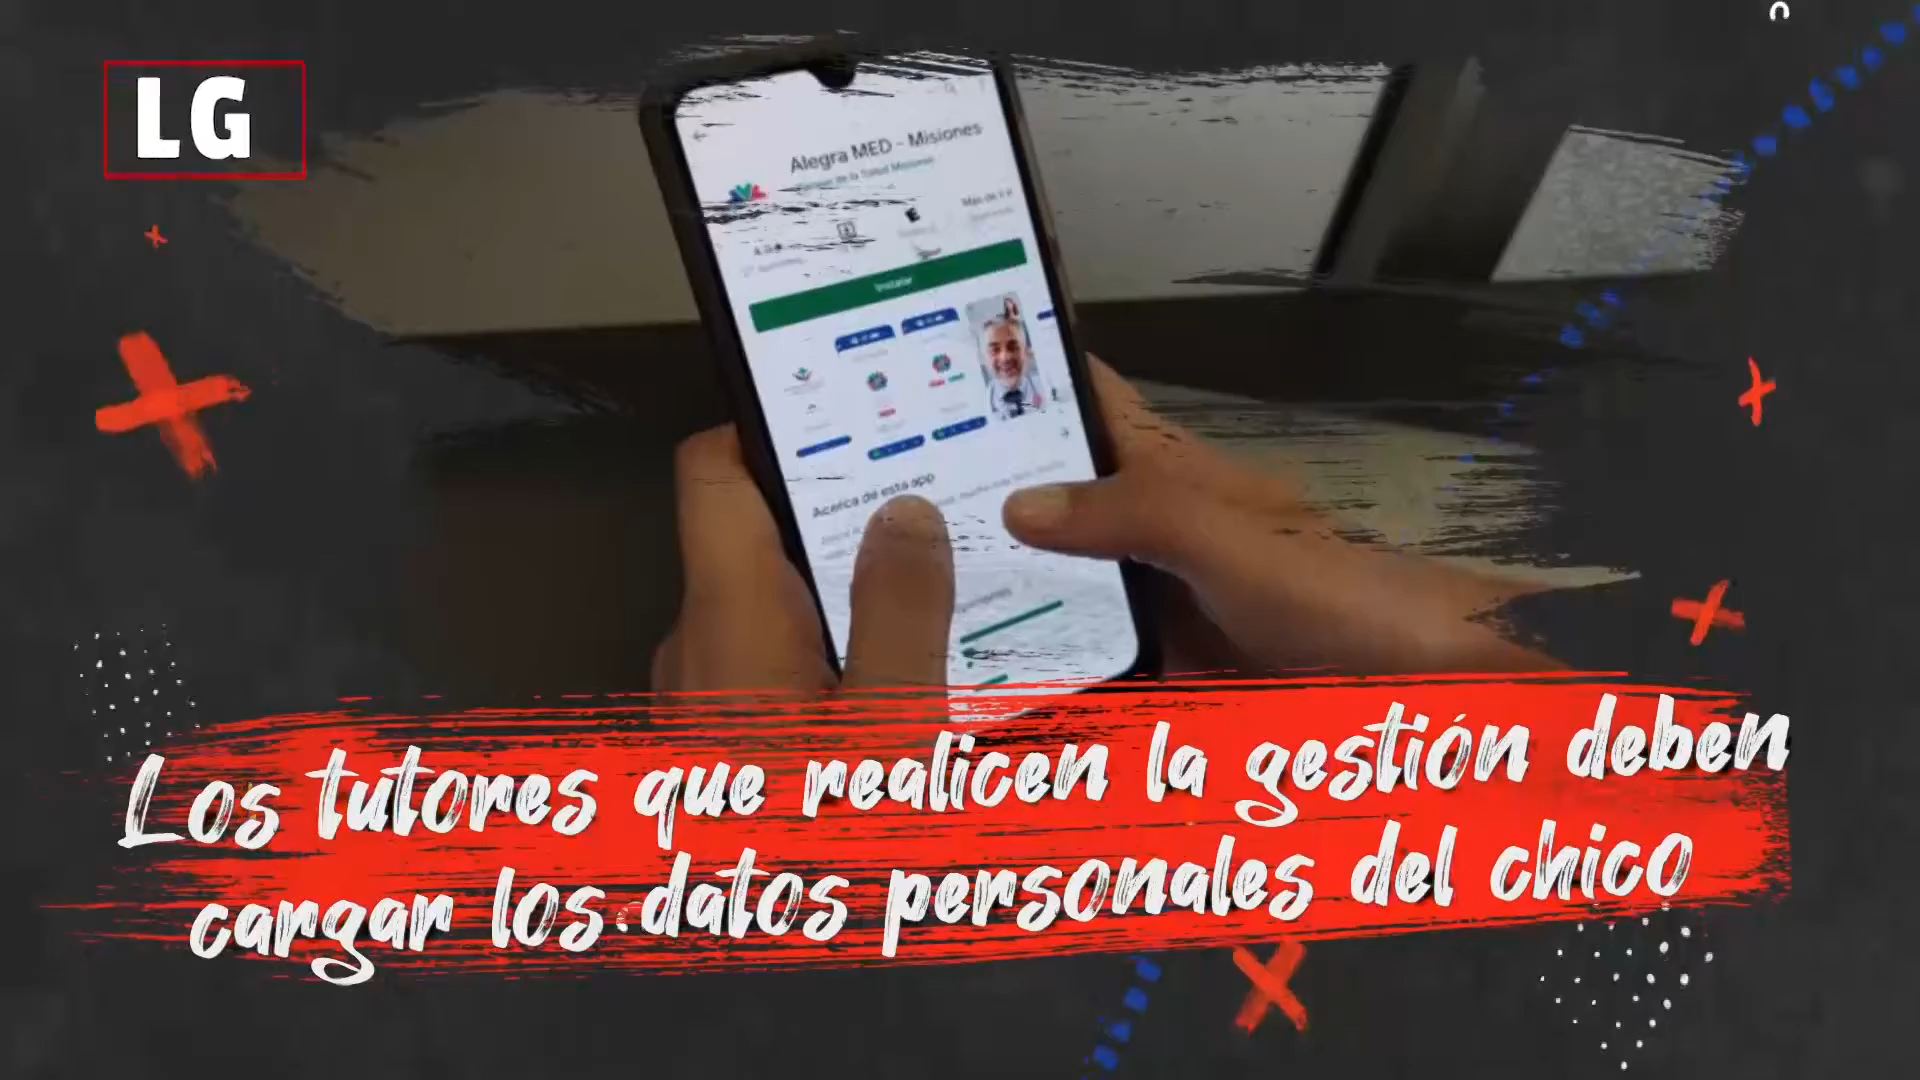 LG
Alegra MED - Misiones
Instalar
Acerca de esta app
Los tutores que realicen la gestión deben
cargar los datos personales del chico